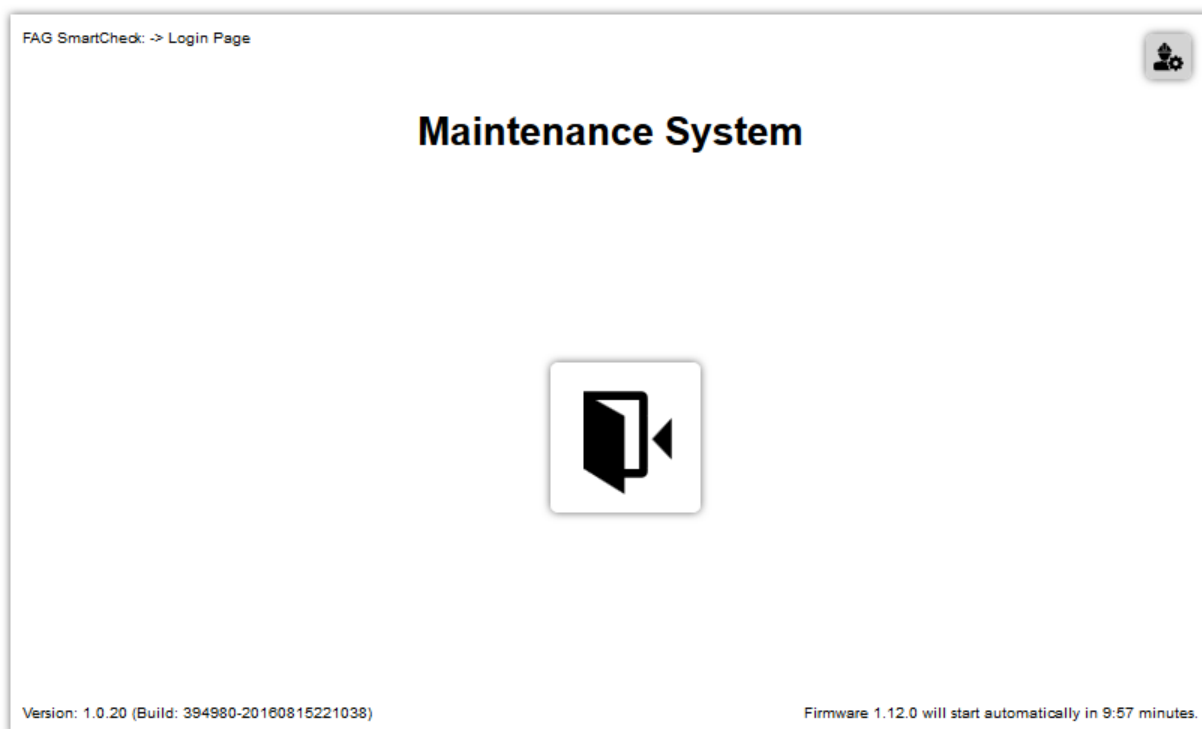 FAG SmartCheck: -> Login Page
Maintenance System
Version: 1.0.20 (Build: 394980-20160815221038)
Firmware 1.12.0 will start automatically in 9:57 minutes.